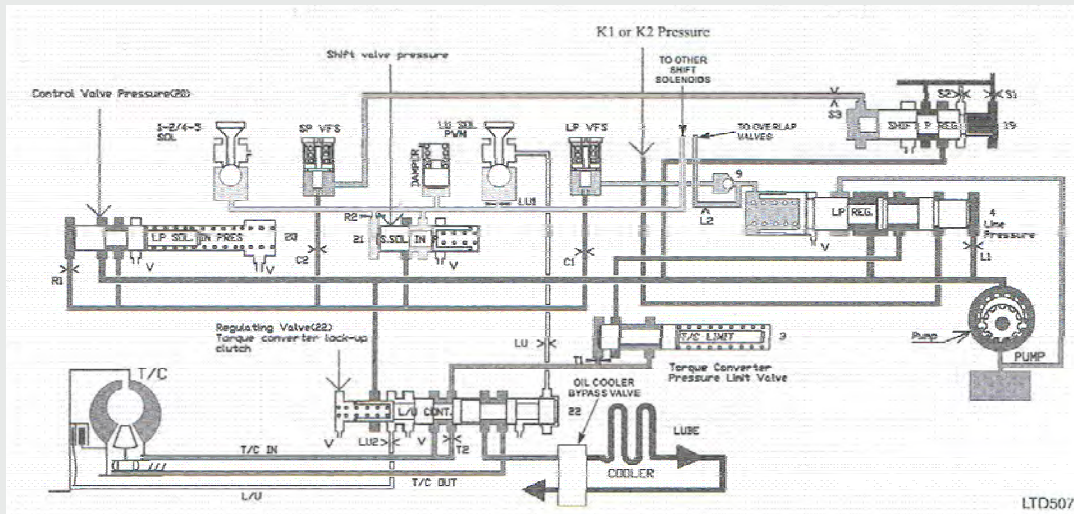 K1 or K2 Pressure
Shift valve pressure
TO OTHER
SHIFT
SOLENOIDS
Control Valve Pressure(20)
TO OVERLAP
VALVES
S2
S1
S3
SHIFT P REG
19
SOL
SP VFS
DAMPER
LU SOL
PWM
LP VFS
LU1
9
L2
R2
LP SOL. IN PRES
20
21
S.SOL IN P
LP REG.
4
Line
Pressure
V
V
V
V
V
R1
C2
C1
L1
Regulating Valve(22)
Torque converter lock-up
clutch
LU
T/C LIMIT
3
Pump
PUMP
T1
Torque Converter
Pressure Limit Valve
T/C
OIL COOLER
BYPASS VALVE
L/U CONT.
22
V
LU2
V
T2
LUBE
T/C IN
COOLER
T/C OUT
L/U
LTD507